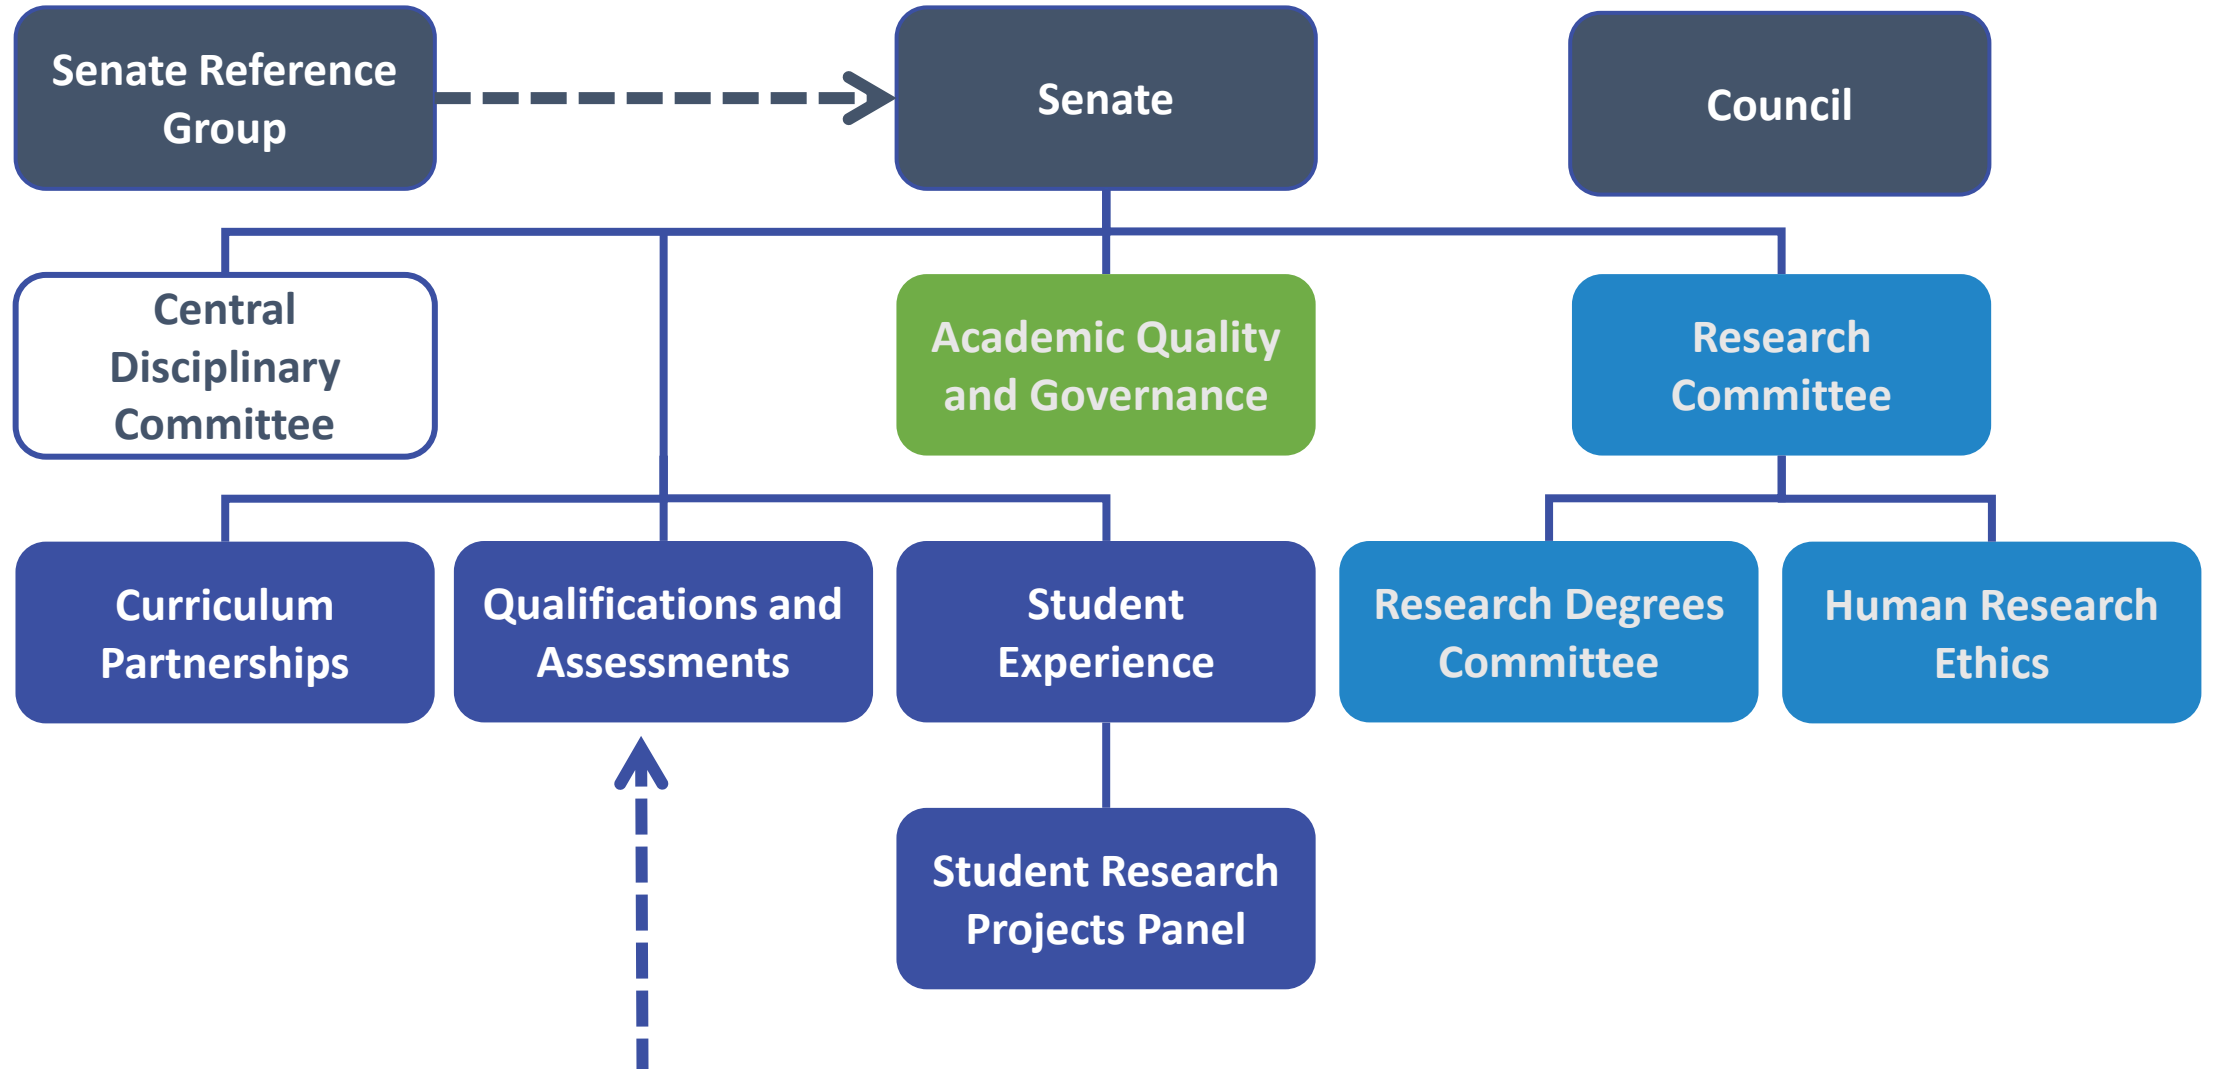 Senate Reference
Group
Senate
Council
Central
Disciplinary
Committee
Academic Quality
and Governance
Research
Committee
Curriculum
Partnerships
Qualifications and
Assessments
Student
Experience
Research Degrees
Committee
Human Research
Ethics
Student Research
Projects Panel